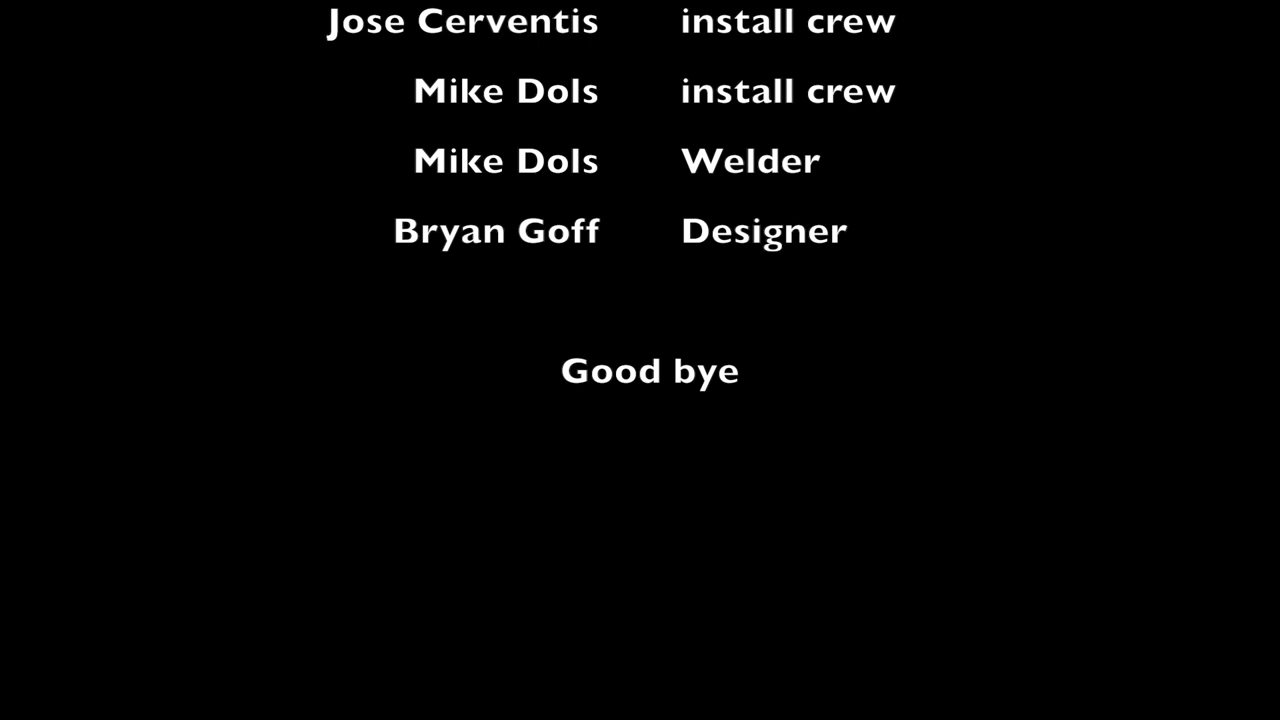 Jose Cerventis install crew
Mike Dols install crew
Mike Dols Welder
Bryan Goff Designer
Good bye